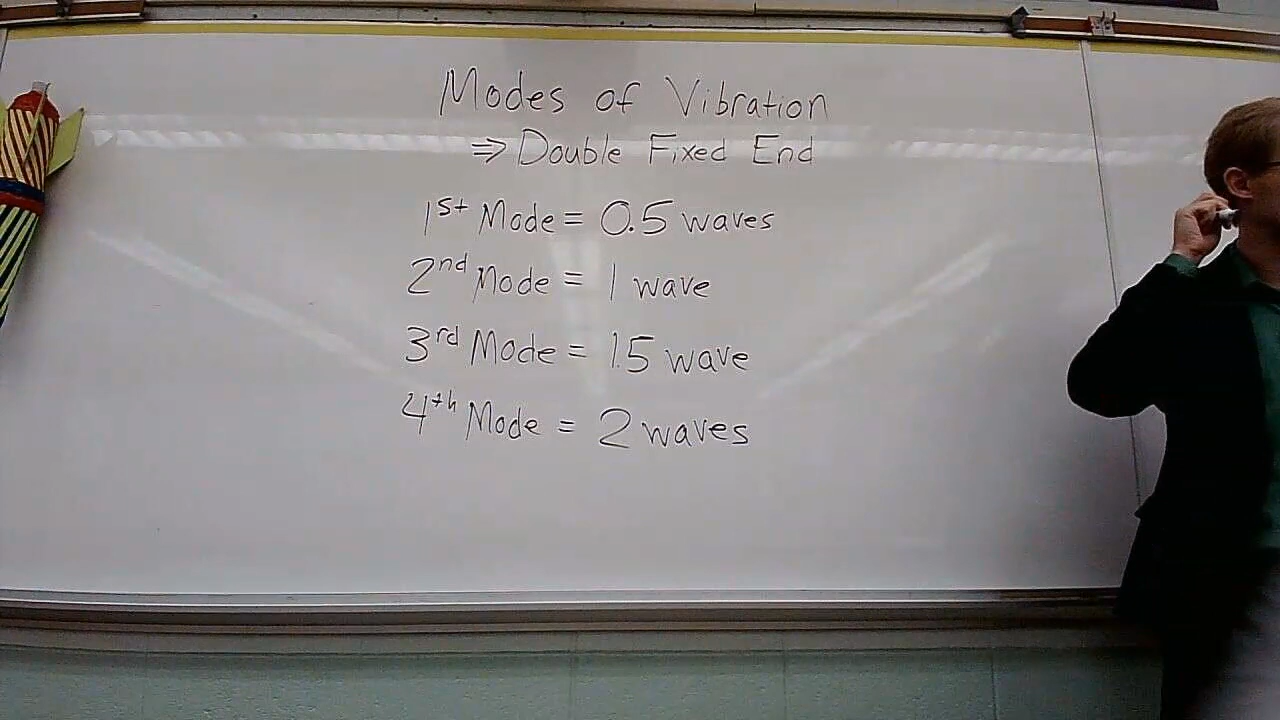 Modes of Vibration
⇒ Double Fixed End
1st Mode = 0.5 waves
2nd Mode = 1 wave
3rd Mode = 1.5 wave
4th Mode = 2 waves